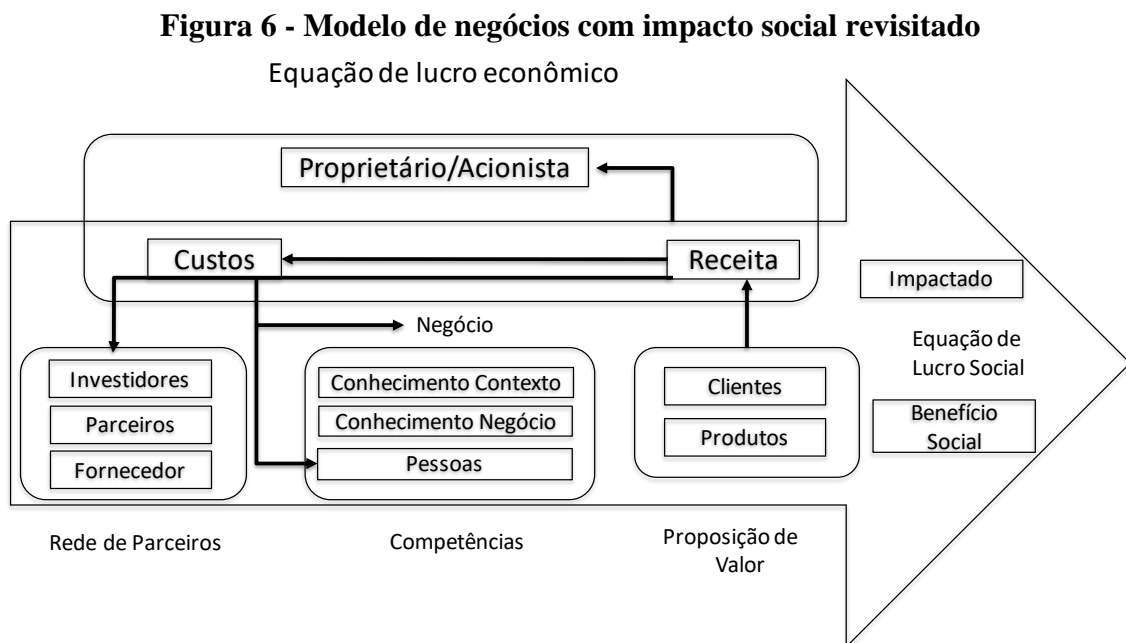 Figura 6 - Modelo de negócios com impacto social revisitado
Equação de lucro econômico
Proprietário/Acionista
Custos
Receita
Impactado
Negócio
Equação de
Lucro Social
Investidores
Parceiros
Fornecedor
Conhecimento Contexto
Conhecimento Negócio
Pessoas
Clientes
Produtos
Benefício
Social
Rede de Parceiros
Competências
Proposição de
Valor